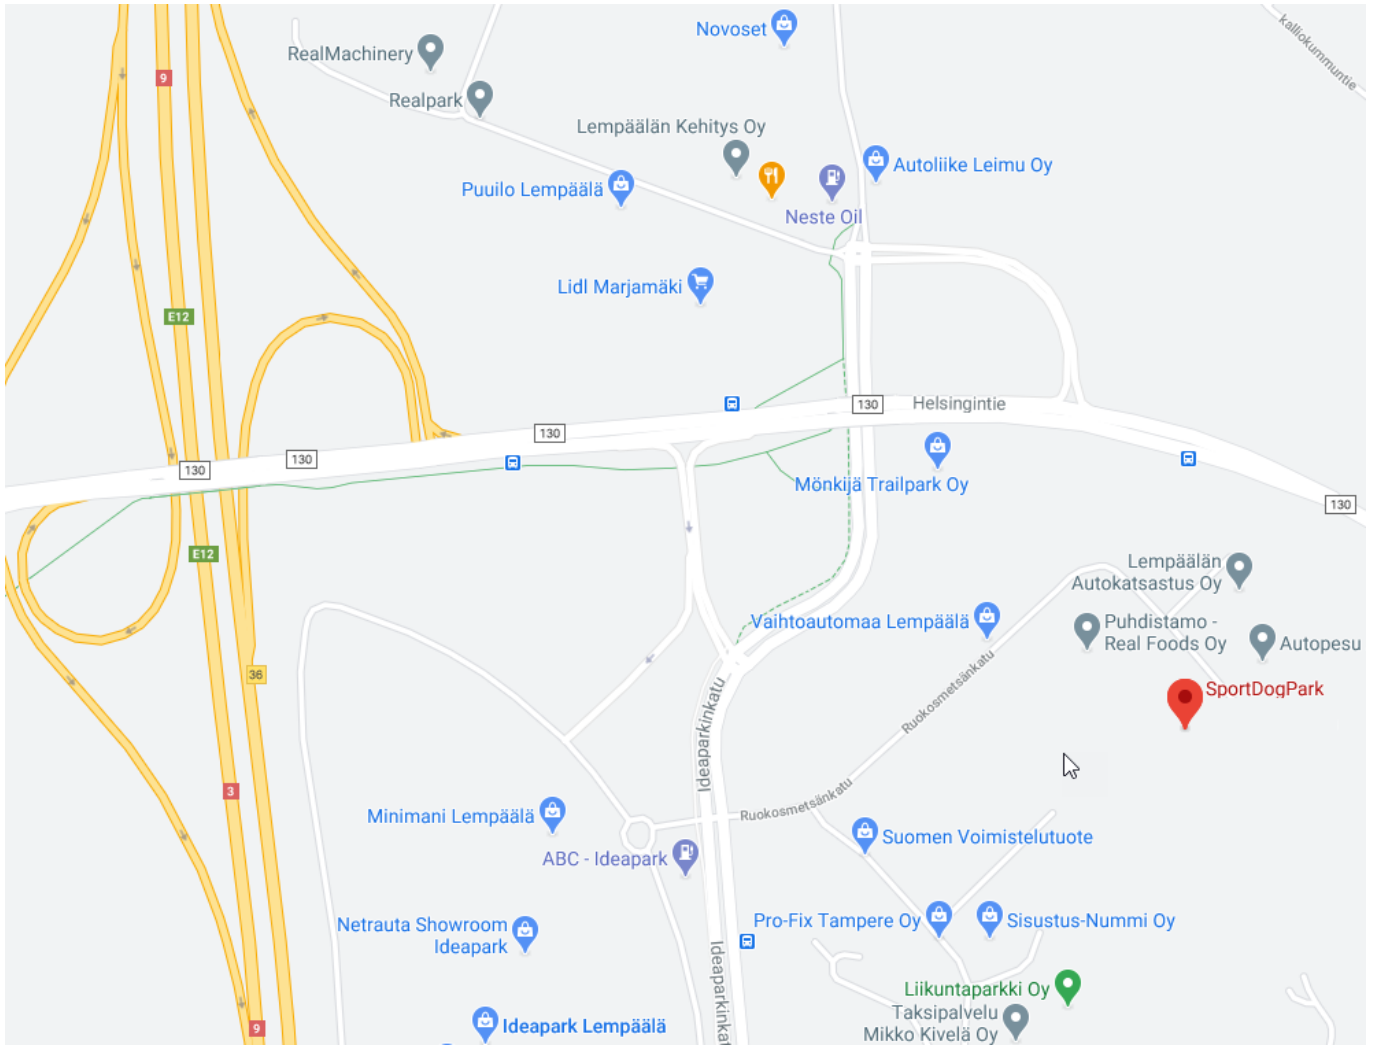 Novoset
kalliokummuntie
9
RealMachinery
Realpark
Lempäälän Kehitys Oy
Autoliike Leimu Oy
Puuilo Lempäälä
Neste Oil
Lidl Marjamäki
E12
130
Helsingintie
130
130
130
Mönkijä Trailpark Oy
130
E12
Lempäälän
Autokatsastus Oy
Vaihtoautomaa Lempäälä
Puhdistamo -
Real Foods Oy
Autopesu
36
SportDogPark
Ruokosmetsänkatu
Ideaparkinkatu
3
Ruokosmetsänkatu
Minimani Lempäälä
Suomen Voimistelutuote
ABC - Ideapark
Netrauta Showroom
Ideapark
Pro-Fix Tampere Oy
Sisustus-Nummi Oy
Ideaparkinkat
Liikuntaparkki Oy
Taksipalvelu
Mikko Kivelä Oy
9
Ideapark Lempäälä